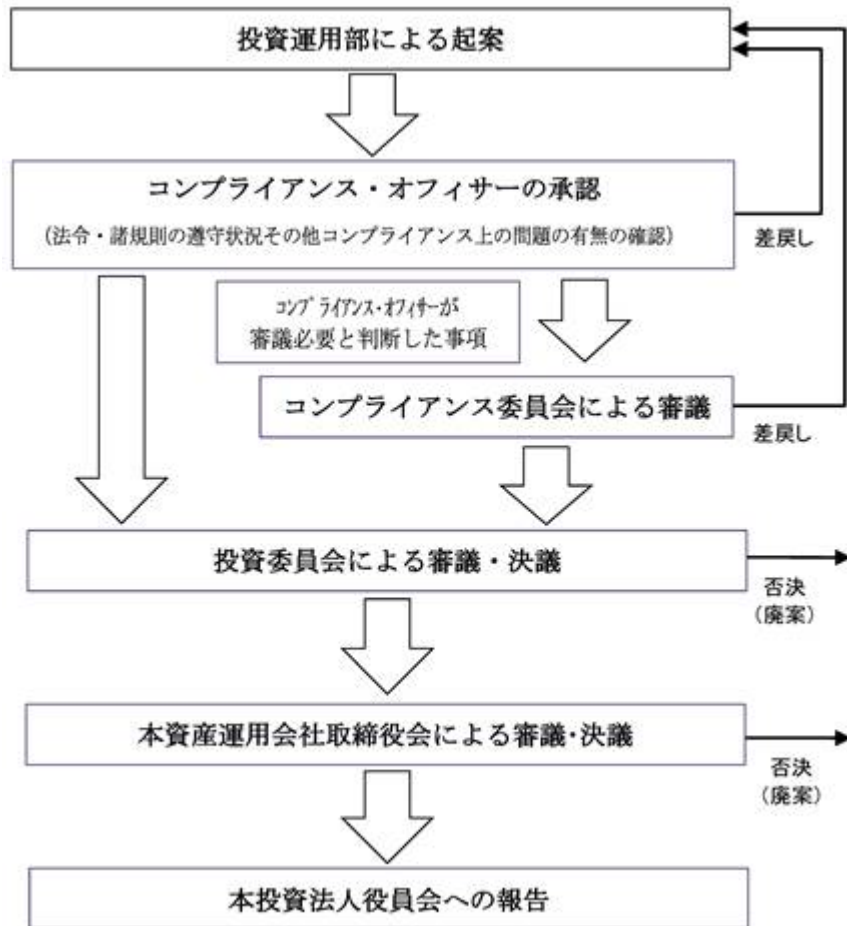 投資運用部による起案
コンプライアンス・オフィサーの承認
(法令・諸規則の遵守状況その他コンプライアンス上の問題の有無の確認)
差戻し
コンプライアンス・オフィサーが
審議必要と判断した事項
コンプライアンス委員会による審議
差戻し
投資委員会による審議・決議
否決
(廃案)
本資産運用会社取締役会による審議・決議
否決
(廃案)
本投資法人役員会への報告